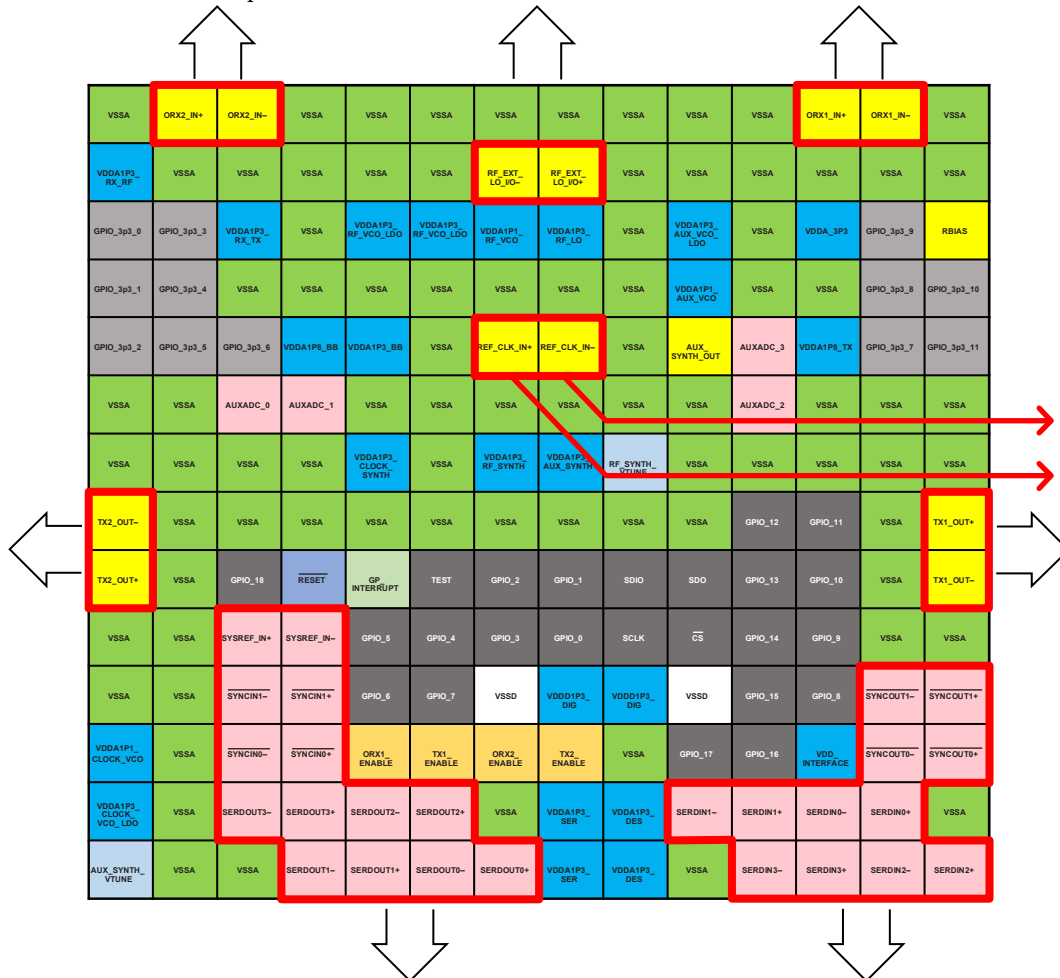 VSSA ORX2_IN+ ORX2_IN– VSSA VSSA VSSA VSSA VSSA VSSA VSSA VSSA ORX1_IN+ ORX1_IN– VSSA
VDDA1P3_ RX_RF VSSA VSSA VSSA VSSA VSSA RF_EXT_ LO_I/O– RF_EXT_ LO_I/O+ VSSA VSSA VSSA VSSA VSSA VSSA
GPIO_3p3_0 GPIO_3p3_3 VDDA1P3_ RX_TX VSSA VDDA1P3_ RF_VCO_LDO VDDA1P3_ RF_VCO_LDO VDDA1P1_ RF_VCO VDDA1P3_ RF_LO VSSA VDDA1P3_ AUX_VCO_ LDO VSSA VDDA_3P3 GPIO_3p3_9 RBIAS
GPIO_3p3_1 GPIO_3p3_4 VSSA VSSA VSSA VSSA VSSA VSSA VSSA VDDA1P1_ AUX_VCO VSSA VSSA GPIO_3p3_8 GPIO_3p3_10
GPIO_3p3_2 GPIO_3p3_5 GPIO_3p3_6 VDDA1P8_BB VDDA1P3_BB VSSA REF_CLK_IN+ REF_CLK_IN– VSSA AUX_ SYNTH_OUT AUXADC_3 VDDA1P8_TX GPIO_3p3_7 GPIO_3p3_11
VSSA VSSA AUXADC_0 AUXADC_1 VSSA VSSA VSSA VSSA VSSA VSSA AUXADC_2 VSSA VSSA VSSA
VSSA VSSA VSSA VSSA VDDA1P3_ CLOCK_ SYNTH VSSA VDDA1P3_ RF_SYNTH VDDA1P3_ AUX_SYNTH RF_SYNTH_ VTUNE VSSA VSSA VSSA VSSA VSSA
TX2_OUT– VSSA VSSA VSSA VSSA VSSA VSSA VSSA VSSA VSSA GPIO_12 GPIO_11 VSSA TX1_OUT+
TX2_OUT+ VSSA GPIO_18 RESET GP_ INTERRUPT TEST GPIO_2 GPIO_1 SDIO SDO GPIO_13 GPIO_10 VSSA TX1_OUT–
VSSA VSSA SYSREF_IN+ SYSREF_IN– GPIO_5 GPIO_4 GPIO_3 GPIO_0 SCLK CS GPIO_14 GPIO_9 VSSA VSSA
VSSA VSSA SYNCIN1– SYNCIN1+ GPIO_6 GPIO_7 VSSD VDDD1P3_ DIG VDDD1P3_ DIG VSSD GPIO_15 GPIO_8 SYNCOUT1– SYNCOUT1+
VDDA1P1_ CLOCK_VCO VSSA SYNCIN0– SYNCIN0+ ORX1_ ENABLE TX1_ ENABLE ORX2_ ENABLE TX2_ ENABLE VSSA GPIO_17 GPIO_16 VDD_ INTERFACE SYNCOUT0– SYNCOUT0+
VDDA1P3_ CLOCK_ VCO_LDO VSSA SERDOUT3– SERDOUT3+ SERDOUT2– SERDOUT2+ VSSA VDDA1P3_ SER VDDA1P3_ DES SERDIN1– SERDIN1+ SERDIN0– SERDIN0+ VSSA
AUX_SYNTH_ VTUNE VSSA VSSA SERDOUT1– SERDOUT1+ SERDOUT0– SERDOUT0+ VDDA1P3_ SER VDDA1P3_ DES VSSA SERDIN3– SERDIN3+ SERDIN2– SERDIN2+